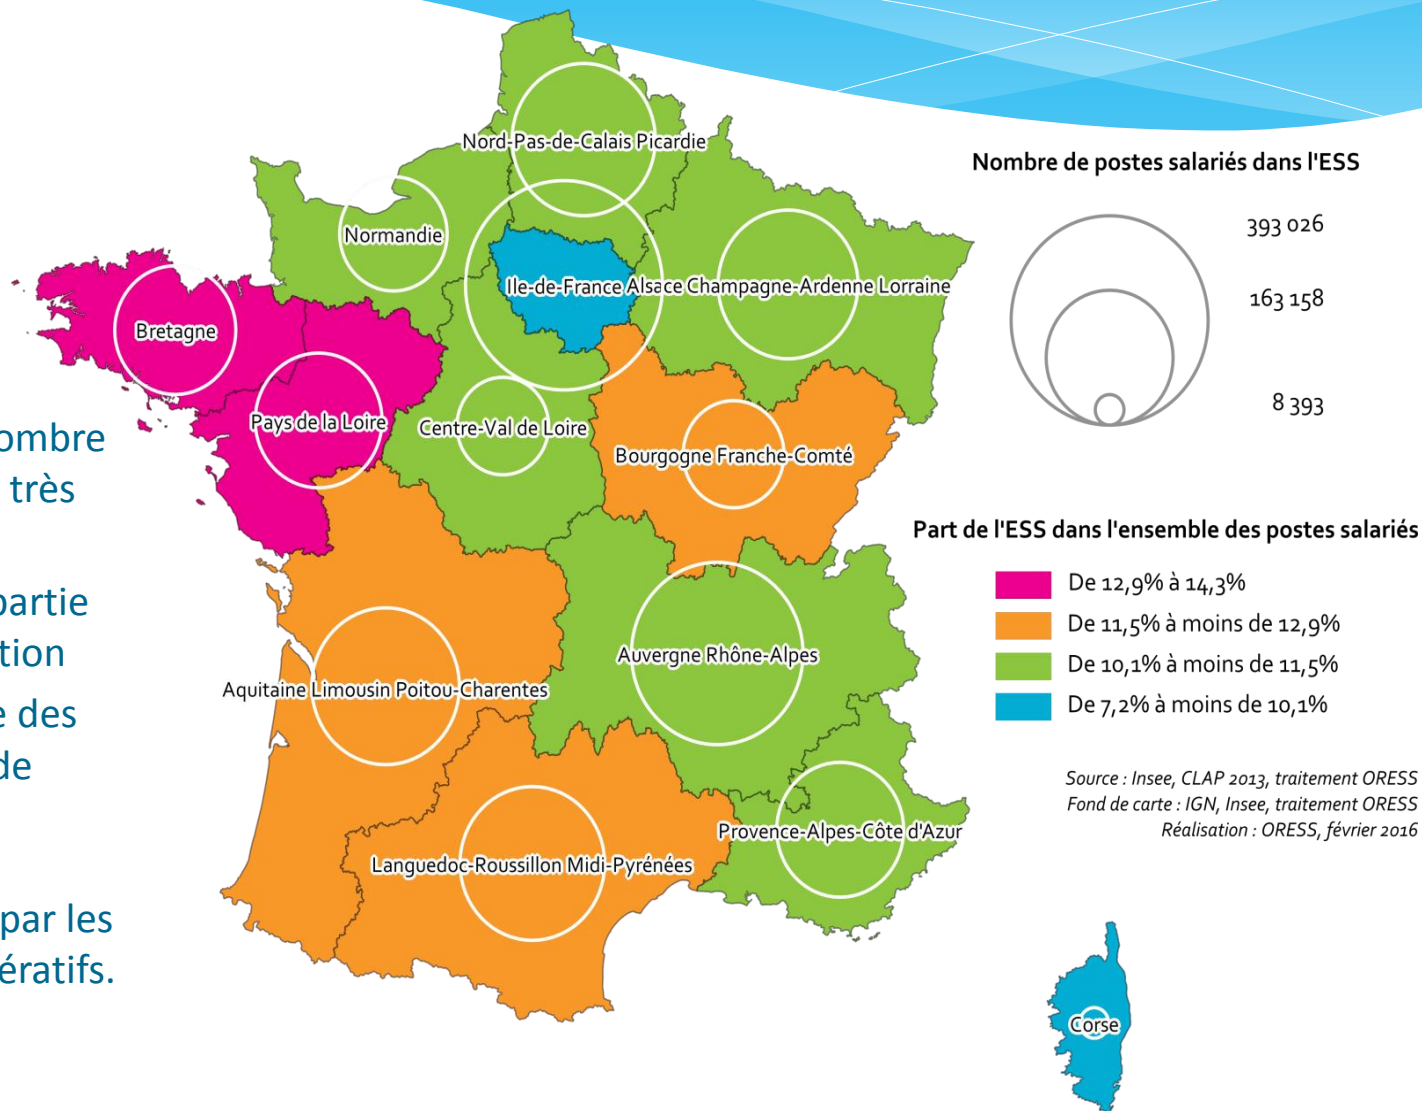 Nord-Pas-de-Calais Picardie
Normandie
Ile-de-France
Alsace Champagne-Ardenne Lorraine
Bretagne
Pays de la Loire
Centre-Val de Loire
Bourgogne Franche-Comté
Auvergne Rhône-Alpes
Aquitaine Limousin Poitou-Charentes
Provence-Alpes-Côte d'Azur
Languedoc-Roussillon Midi-Pyrénées
Corse
ombre
très
partie
tion
e des
de
par les
ératifs.
Nombre de postes salariés dans l'ESS
393 026
163 158
8 393
Part de l'ESS dans l'ensemble des postes salariés
De 12,9% à 14,3%
De 11,5% à moins de 12,9%
De 10,1% à moins de 11,5%
De 7,2% à moins de 10,1%
Source : Insee, CLAP 2013, traitement ORESS
Fond de carte : IGN, Insee, traitement ORESS
Réalisation : ORESS, février 2016